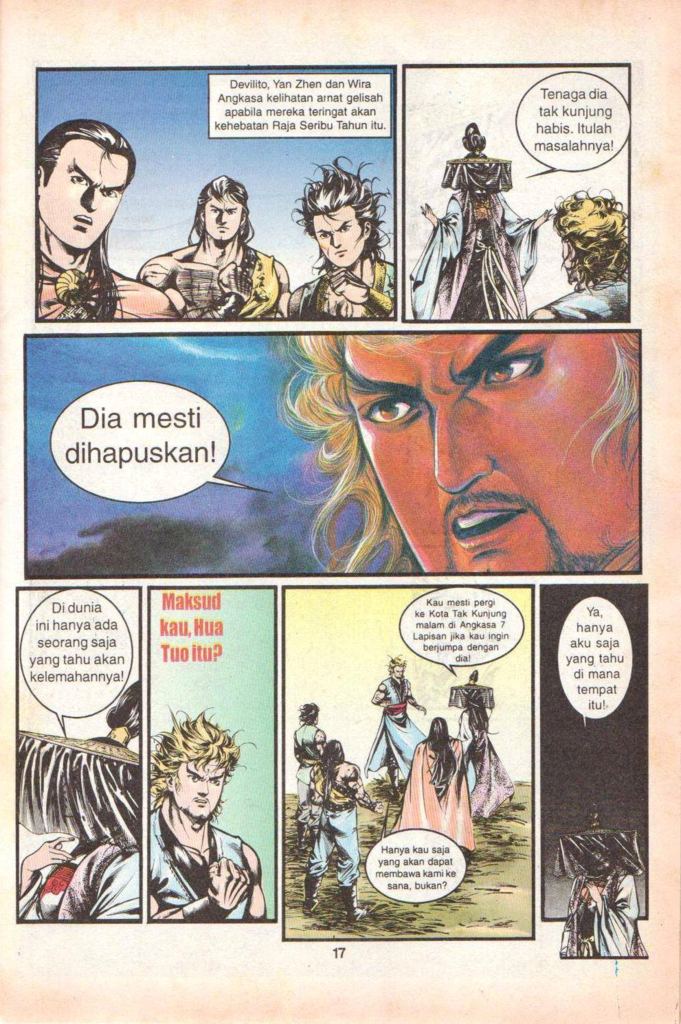 Devilito, Yan Zhen dan Wira
Angkasa kelihatan amat gelisah
apabila mereka teringat akan
kehebatan Raja Seribu Tahun itu.
Tenaga dia
tak kunjung
habis. Itulah
masalahnya!
Dia mesti
dihapuskan!
Di dunia
ini hanya ada
seorang saja
yang tahu akan
kelemahannya!
Maksud
kau, Hua
Tuo itu?
Kau mesti pergi
ke Kota Tak Kunjung
malam di Angkasa 7
Lapisan jika kau ingin
berjumpa dengan
dia!
Hanya kau saja
yang akan dapat
membawa kami ke
sana, bukan?
Ya,
hanya
aku saja
yang tahu
di mana
tempat
itu!
17